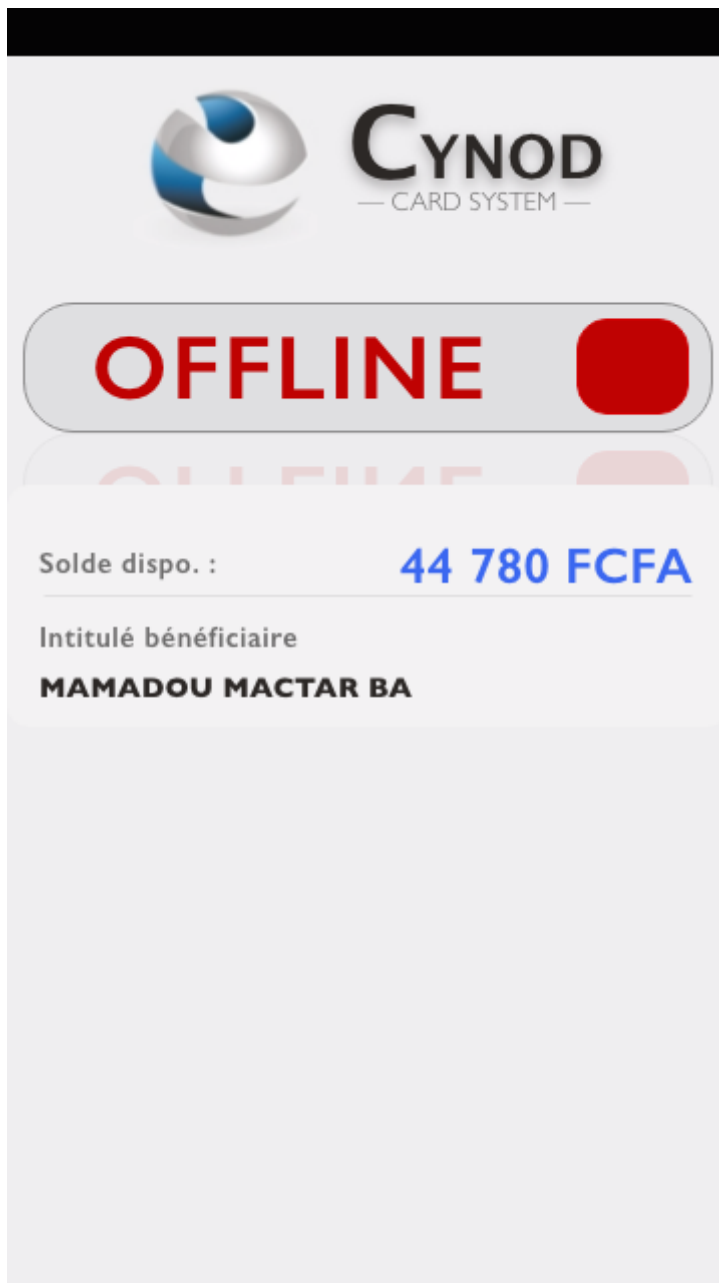 CYNOD
— CARD SYSTEM —
OFFLINE
Solde dispo. :
44 780 FCFA
Intitulé bénéficiaire
MAMADOU MACTAR BA